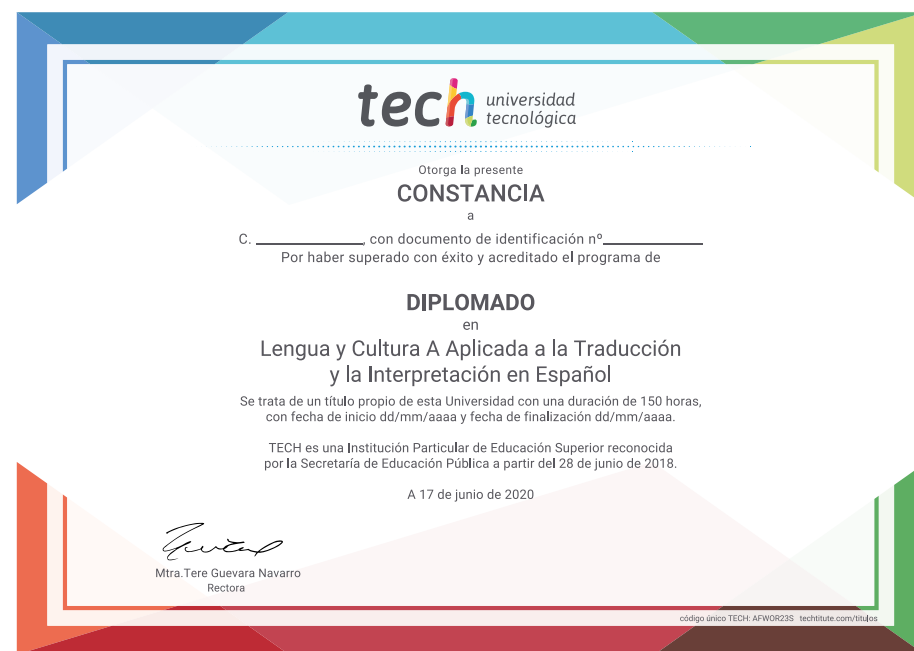 tech universidad
tecnológica
Otorga la presente
CONSTANCIA
a
C. ______________, con documento de identificación nº_____________
Por haber superado con éxito y acreditado el programa de
DIPLOMADO
en
Lengua y Cultura A Aplicada a la Traducción
y la Interpretación en Español
Se trata de un título propio de esta Universidad con una duración de 150 horas,
con fecha de inicio dd/mm/aaaa y fecha de finalización dd/mm/aaaa.
TECH es una Institución Particular de Educación Superior reconocida
por la Secretaría de Educación Pública a partir del 28 de junio de 2018.
A 17 de junio de 2020
Mtra.Tere Guevara Navarro
Rectora
código único TECH: AFWOR23S techtitute.com/titulos